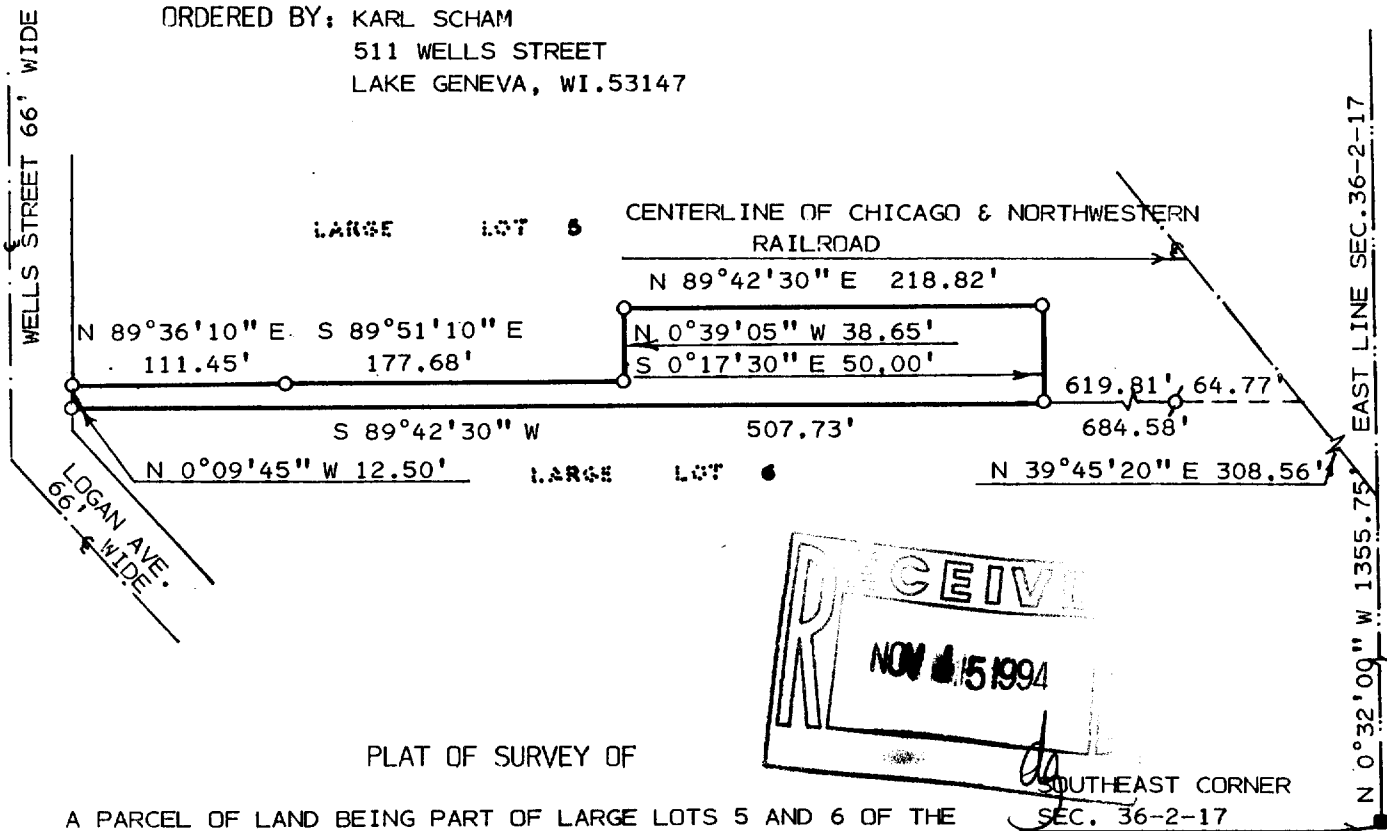 ORDERED BY: KARL SCHAM
511 WELLS STREET
LAKE GENEVA, WI.53147
WELLS STREET 66' WIDE
EAST LINE SEC.36-2-17
LARGE LOT 5
CENTERLINE OF CHICAGO & NORTHWESTERN
RAILROAD
N 89°42'30" E 218.82'
N 89°36'10" E
111.45'
S 89°51'10" E
177.68'
N 0°39'05" W 38.65'
S 0°17'30" E 50.00'
619.81' 64.77'
684.58'
S 89°42'30" W 507.73'
N 0°09'45" W 12.50'
LARGE LOT 6
N 39°45'20" E 308.56'
LOGAN AVE.
66' WIDE
N 0°32'00" W 1355.75'
RECEIV
NOV 15 1994
PLAT OF SURVEY OF
SOUTHEAST CORNER
SEC. 36-2-17
A PARCEL OF LAND BEING PART OF LARGE LOTS 5 AND 6 OF THE